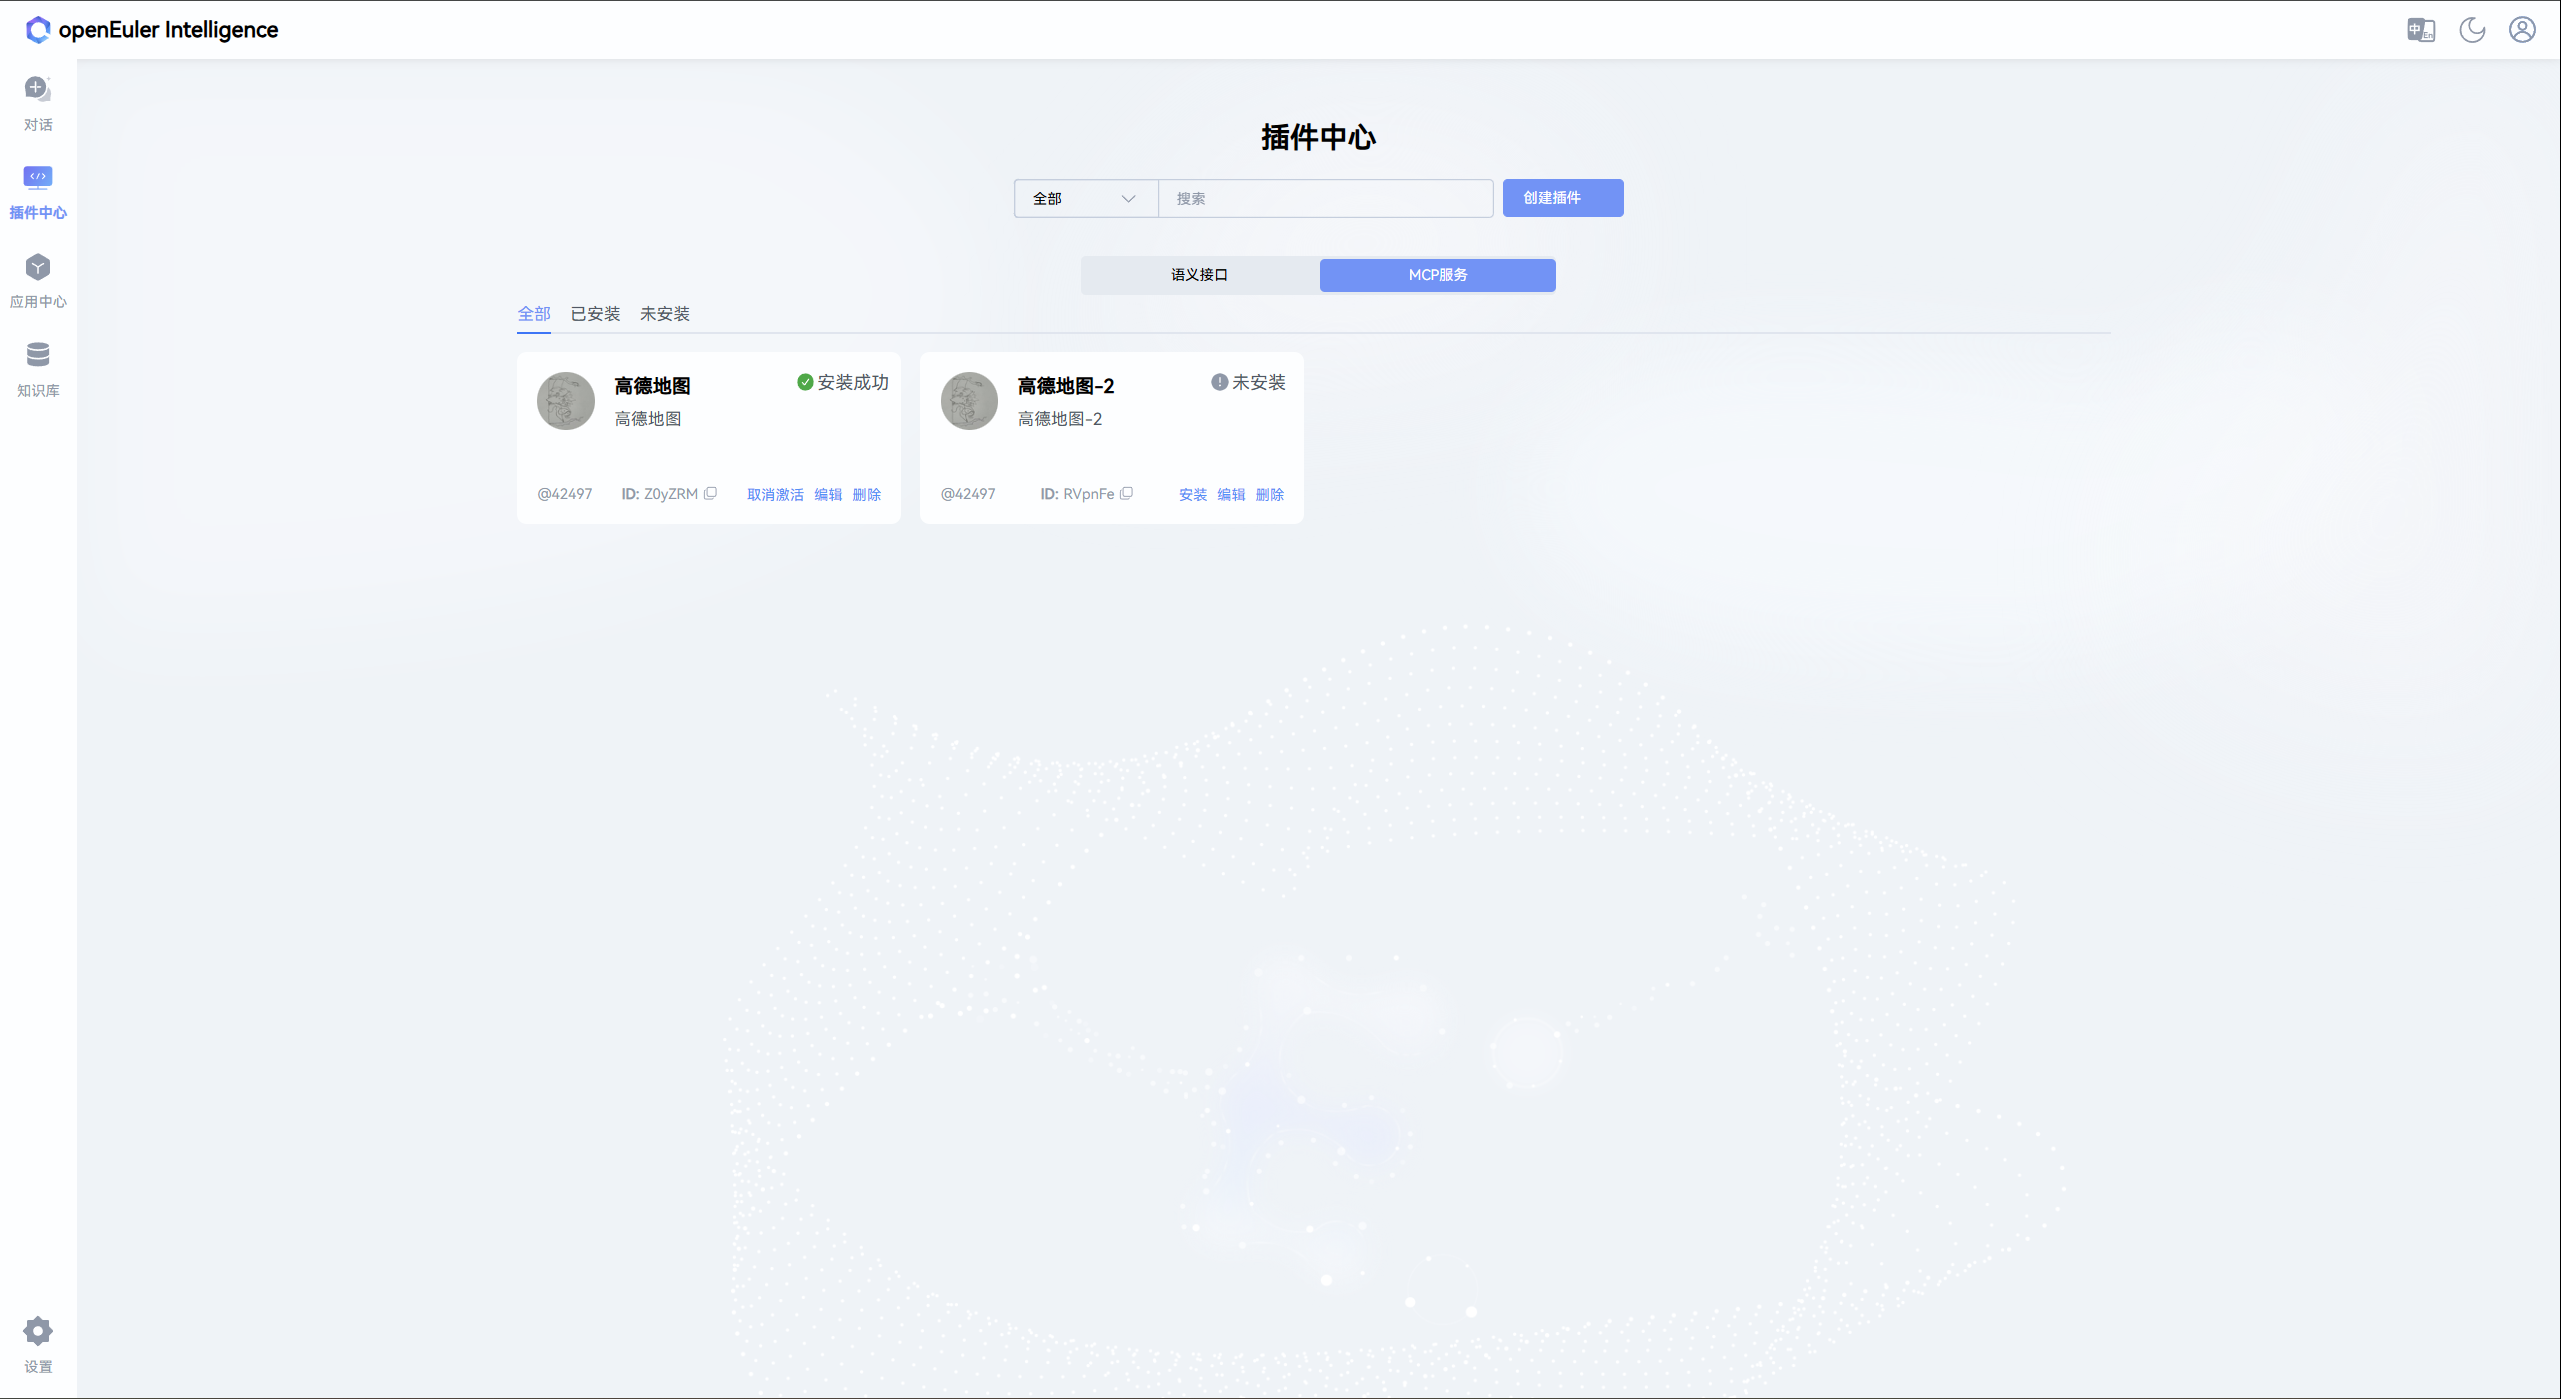 openEuler Intelligence
中 En
对话
插件中心
应用中心
知识库
设置
插件中心
全部 搜索 创建插件
语义接口 MCP服务
全部 已安装 未安装
高德地图 安装成功
高德地图
@42497 ID: Z0yZRM 取消激活 编辑 删除
高德地图-2 未安装
高德地图-2
@42497 ID: RVpnFe 安装 编辑 删除